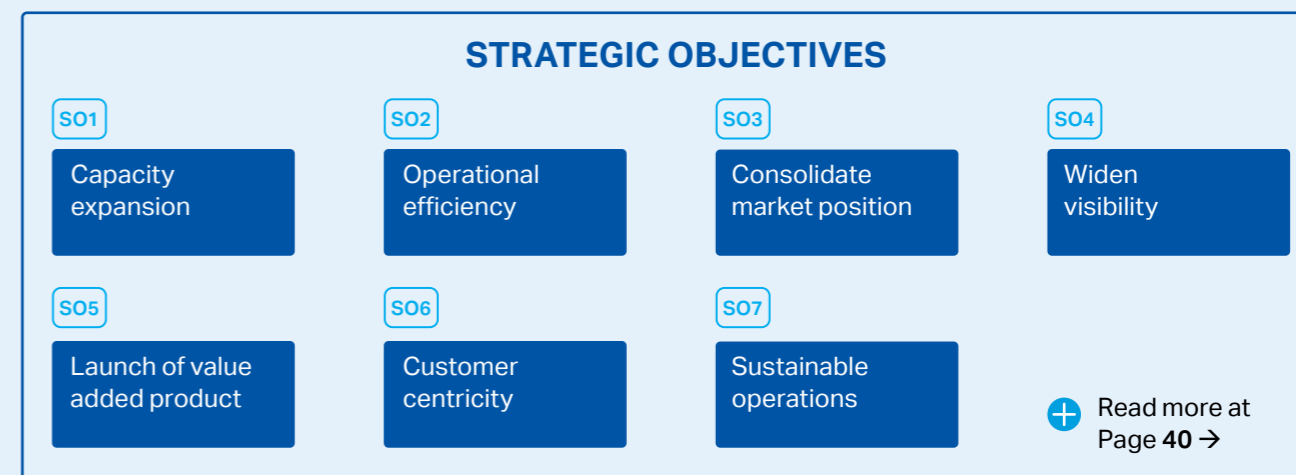 STRATEGIC OBJECTIVES
SO1
Capacity
expansion
SO2
Operational
efficiency
SO3
Consolidate
market position
SO4
Widen
visibility
SO5
Launch of value
added product
SO6
Customer
centricity
SO7
Sustainable
operations
Read more at
Page 40 →